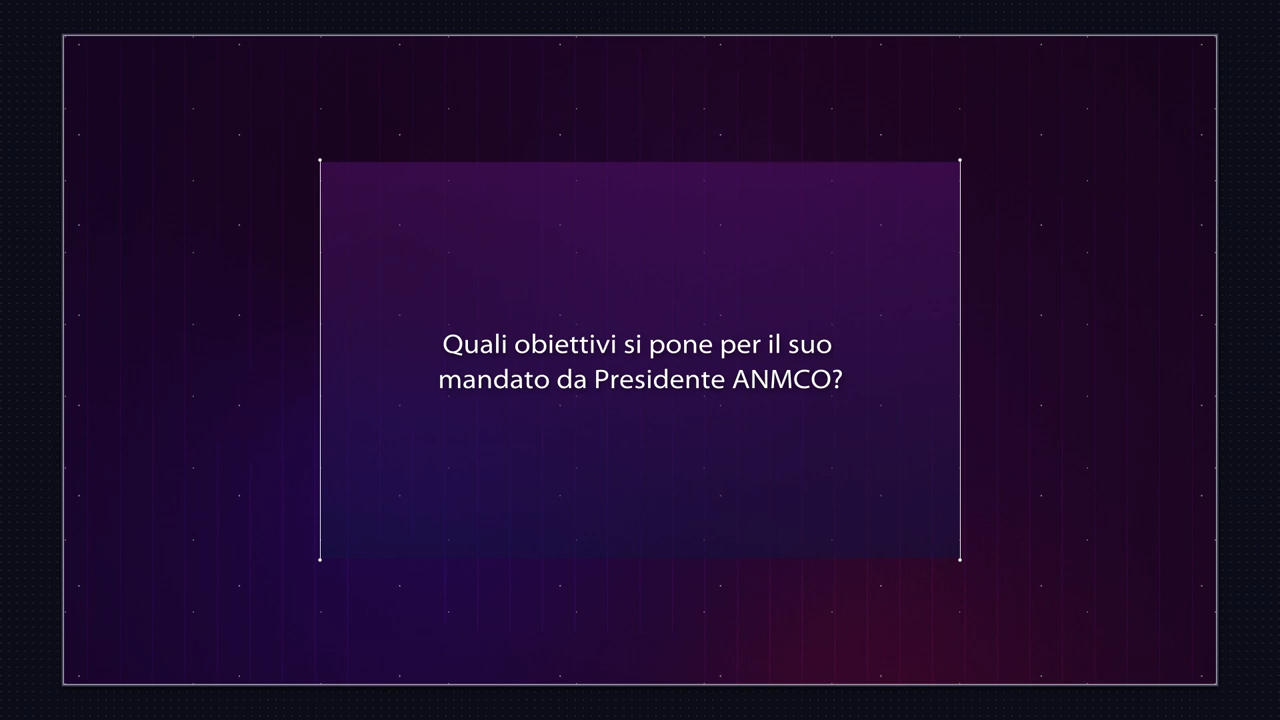 Quali obiettivi si pone per il suo
mandato da Presidente ANMCO?